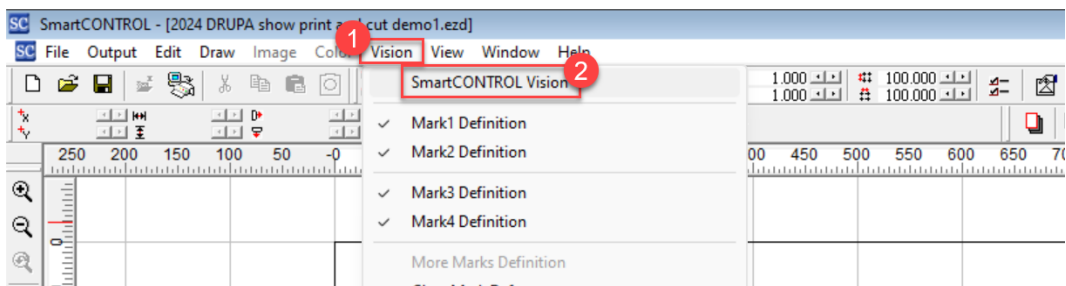 SC SmartCONTROL - [2024 DRUPA show print and cut demo1.ezd]
1
SC File Output Edit Draw Image Vision View Window Help
SmartCONTROL Vision 2
1.000 100.000
1.000 100.000
Mark1 Definition
Mark2 Definition
250 200 150 100 50 -0 00 450 500 550 600 650
Mark3 Definition
Mark4 Definition
0
More Marks Definition